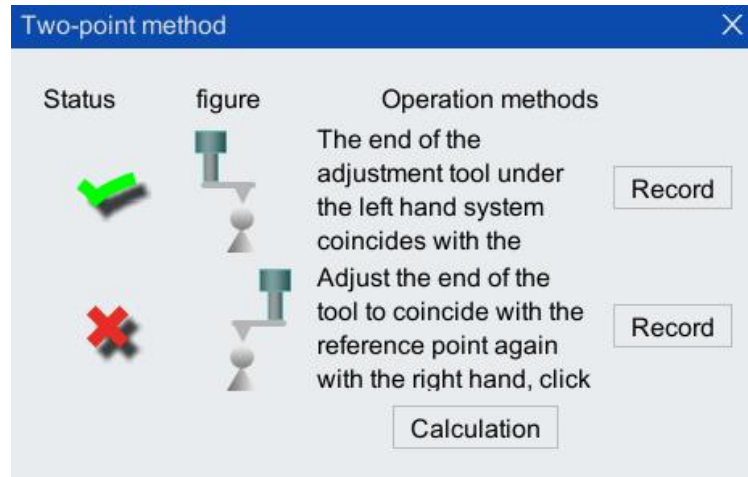 Two-point method
Status figure Operation methods
The end of the
adjustment tool under
the left hand system
coincides with the
Record
Adjust the end of the
tool to coincide with the
reference point again
with the right hand, click
Record
Calculation